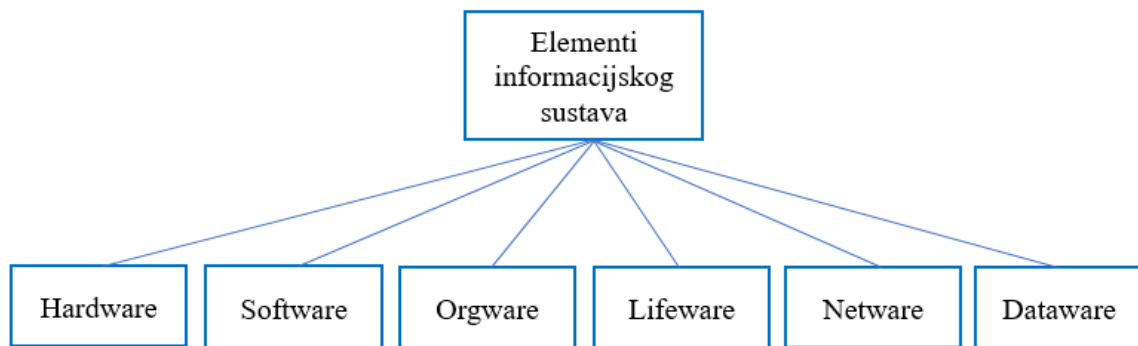 Elementi
informacijskog
sustava
Hardware
Software
Orgware
Lifeware
Netware
Dataware